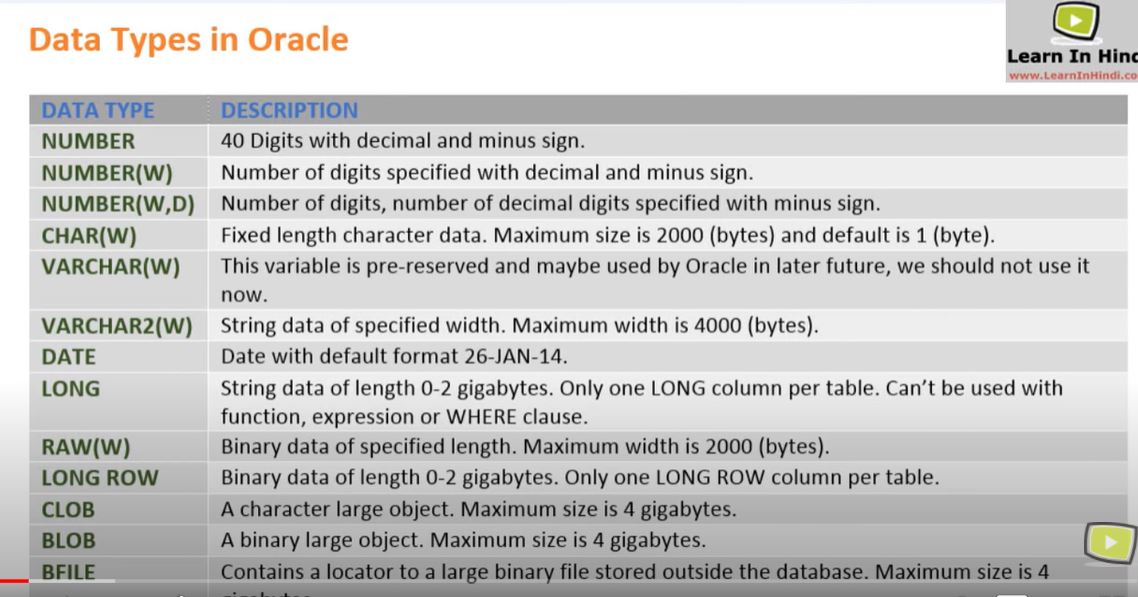 Data Types in Oracle
Learn In Hind
www.LearnInHindi.co
DATA TYPE DESCRIPTION
NUMBER 40 Digits with decimal and minus sign.
NUMBER(W) Number of digits specified with decimal and minus sign.
NUMBER(W,D) Number of digits, number of decimal digits specified with minus sign.
CHAR(W) Fixed length character data. Maximum size is 2000 (bytes) and default is 1 (byte).
VARCHAR(W) This variable is pre-reserved and maybe used by Oracle in later future, we should not use it
now.
VARCHAR2(W) String data of specified width. Maximum width is 4000 (bytes).
DATE Date with default format 26-JAN-14.
LONG String data of length 0-2 gigabytes. Only one LONG column per table. Can't be used with
function, expression or WHERE clause.
RAW(W) Binary data of specified length. Maximum width is 2000 (bytes).
LONG ROW Binary data of length 0-2 gigabytes. Only one LONG ROW column per table.
CLOB A character large object. Maximum size is 4 gigabytes.
BLOB A binary large object. Maximum size is 4 gigabytes.
BFILE Contains a locator to a large binary file stored outside the database. Maximum size is 4